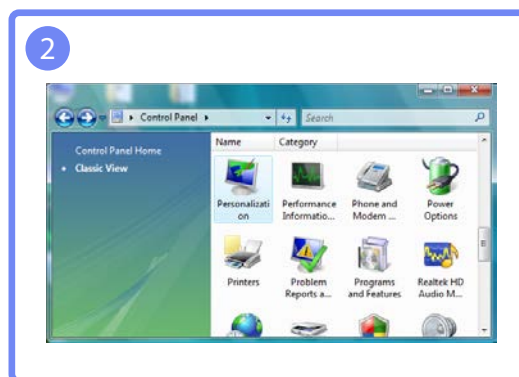 2
Control Panel
Search
Control Panel Home
Classic View
Name Category
Personalizati
on
Performance
Informatio...
Phone and
Modem ...
Power
Options
Printers
Problem
Reports a...
Programs
and Features
Realtek HD
Audio M...